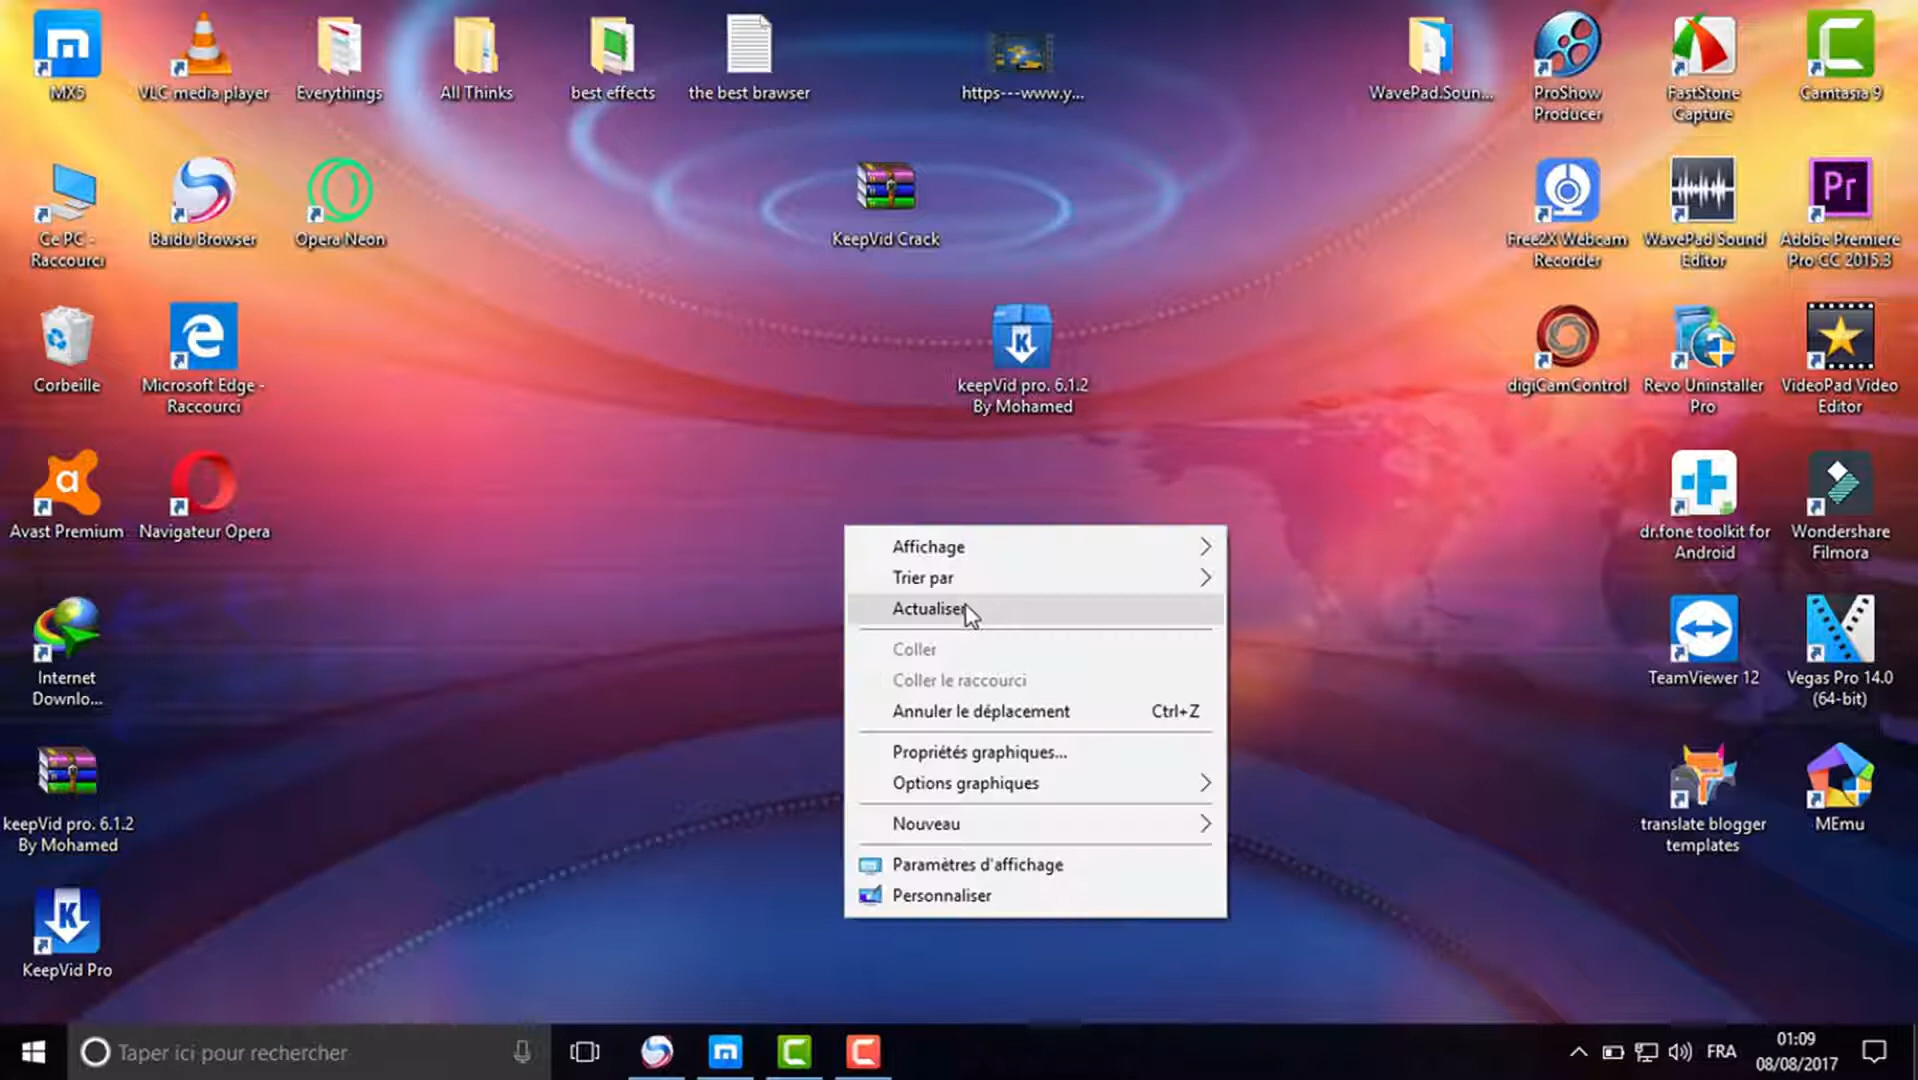 MX5
VLC media player
Everythings
All Thinks
best effects
the best browser
https---www.y...
WavePad.Soun...
ProShow
Producer
FastStone
Capture
Camtasia 9
Ce PC -
Raccourci
Baidu Browser
Opera Neon
KeepVid Crack
Free2X Webcam
Recorder
WavePad Sound
Editor
Pr
Adobe Premiere
Pro CC 2015.3
Corbeille
Microsoft Edge -
Raccourci
K
keepVid pro. 6.1.2
By Mohamed
digiCamControl
Revo Uninstaller
Pro
VideoPad Video
Editor
Avast Premium
Navigateur Opera
dr.fone toolkit for
Android
Wondershare
Filmora
Affichage
Trier par
Actualiser
Coller
Coller le raccourci
Annuler le déplacement Ctrl+Z
Propriétés graphiques...
Options graphiques
Nouveau
Paramètres d'affichage
Personnaliser
Internet
Downlo...
TeamViewer 12
Vegas Pro 14.0
(64-bit)
keepVid pro. 6.1.2
By Mohamed
translate blogger
templates
MEmu
K
KeepVid Pro
Taper ici pour rechercher
FRA
01:09
08/08/2017